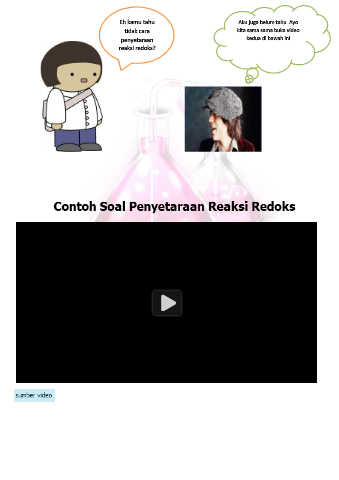 Eh kamu tahu
tidak cara
penyetaraan
reaksi redoks?
Aku juga belum tahu. Ayo
kita sama sama buka video
kedua di bawah ini
Contoh Soal Penyetaraan Reaksi Redoks
sumber video